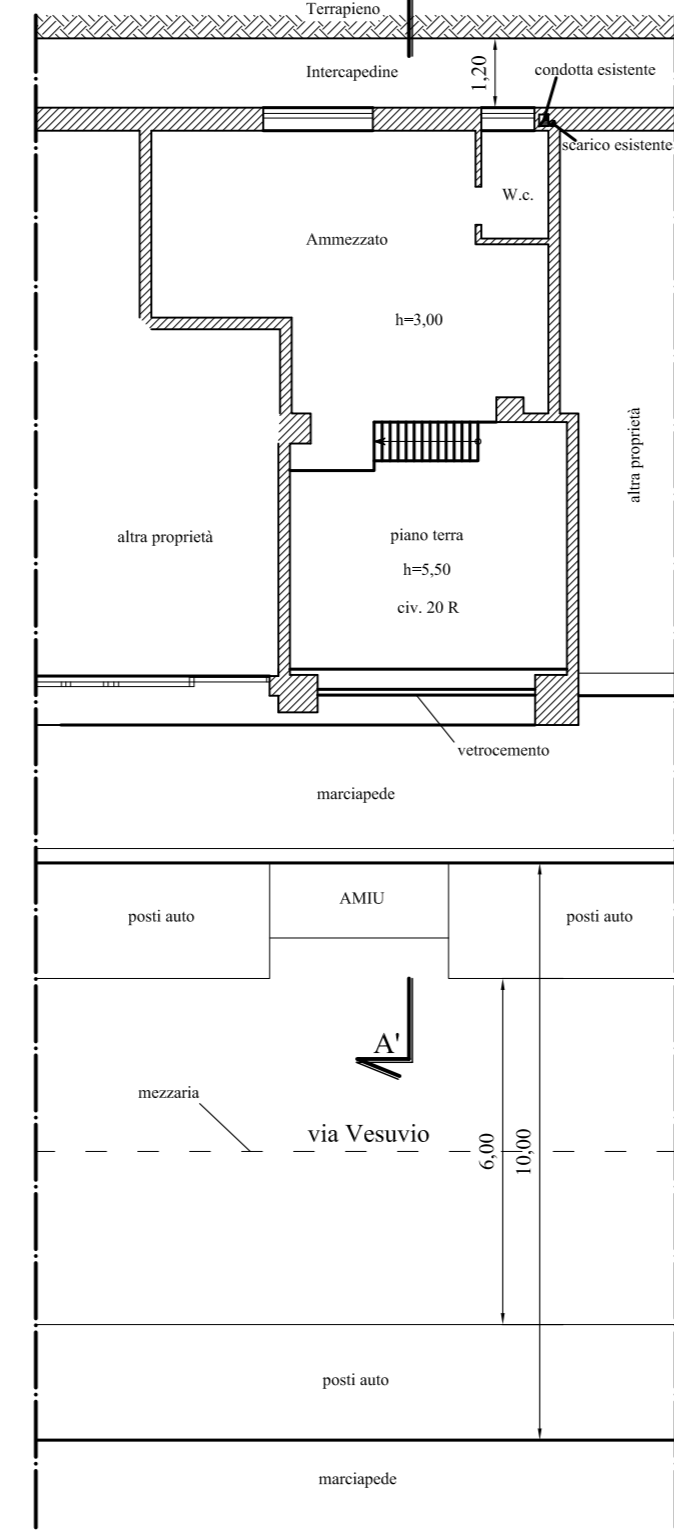 Terrapieno
Intercapedine
1,20
condotta esistente
scarico esistente
W.c.
Ammezzato
h=3,00
altra proprietà
altra proprietà
piano terra
h=5,50
civ. 20 R
vetrocemento
marciapede
AMIU
posti auto
posti auto
A'
mezzaria
via Vesuvio
6,00
10,00
posti auto
marciapede